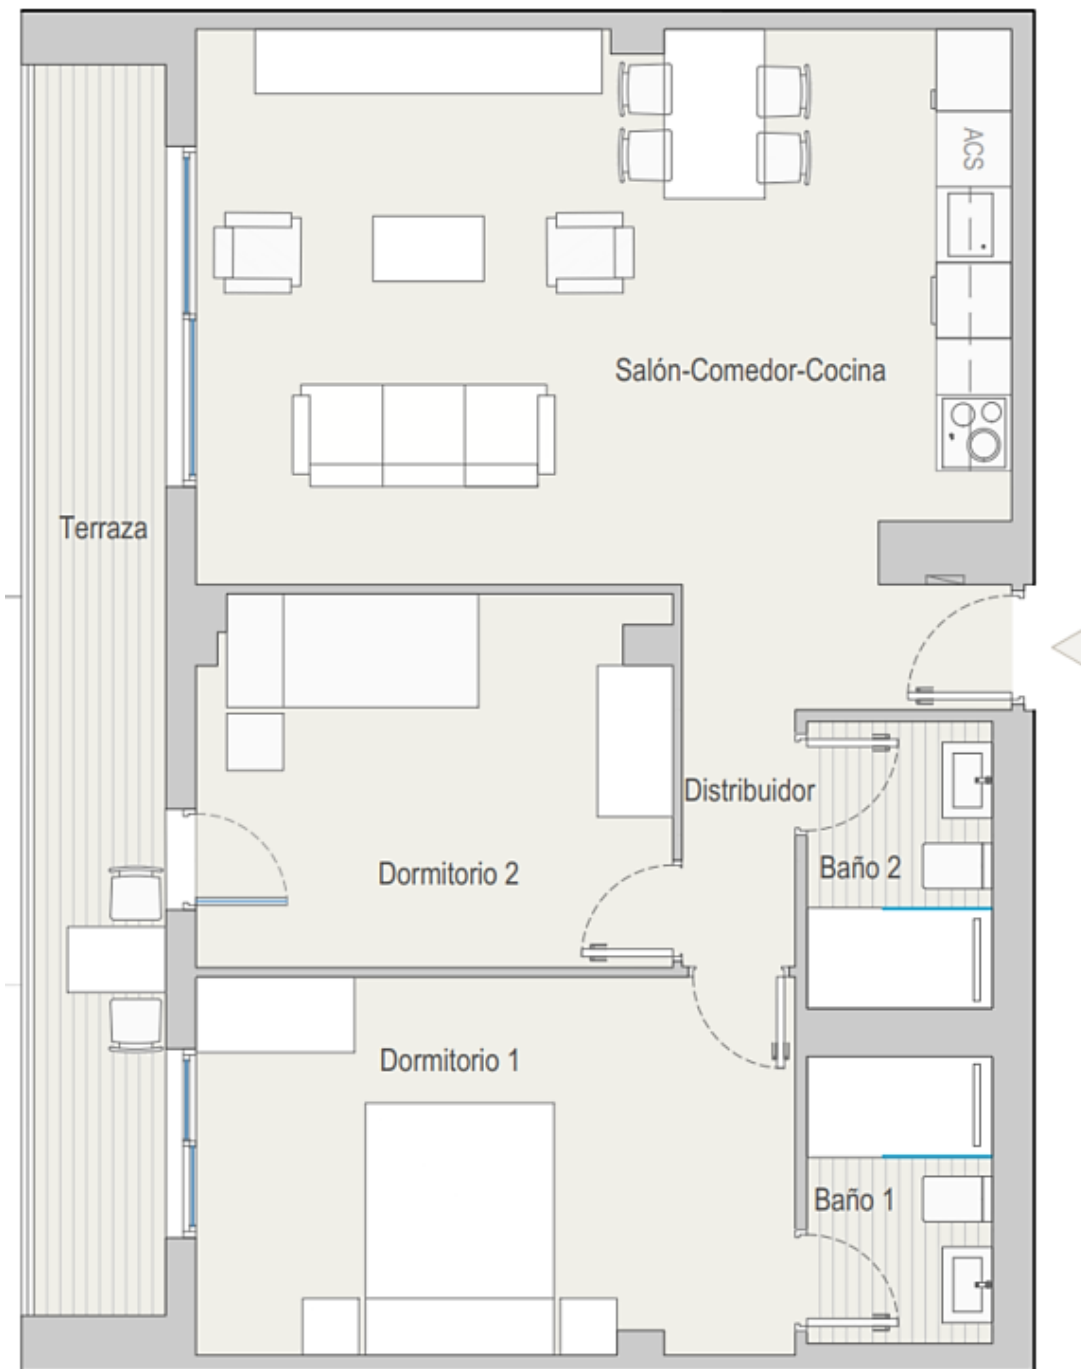 ACS
Salón-Comedor-Cocina
Terraza
Distribuidor
Dormitorio 2
Baño 2
Dormitorio 1
Baño 1